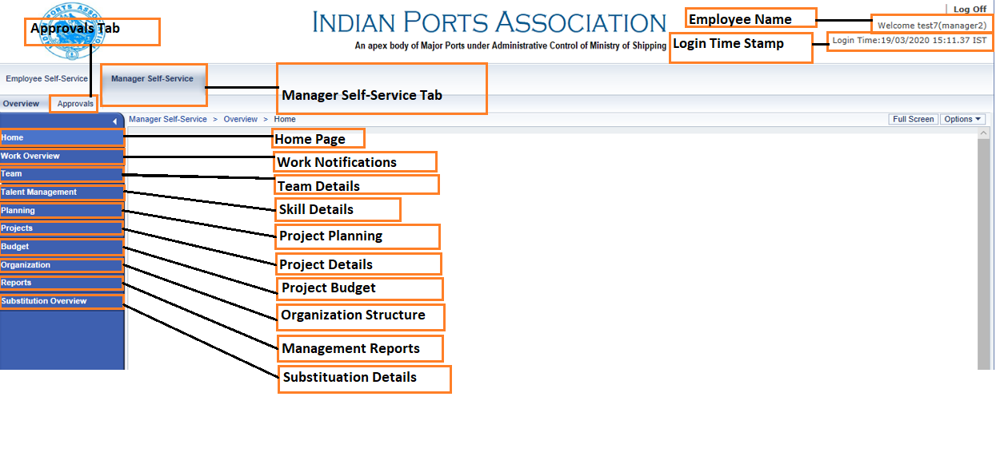 Log Off
INDIAN PORTS ASSOCIATION
An apex body of Major Ports under Administrative Control of Ministry of Shipping
PORTS ASSOC
Approvals Tab
Employee Name
Welcome test7(manager2)
Login Time Stamp
Login Time:19/03/2020 15:11.37 IST
Employee Self-Service
Manager Self-Service
Manager Self-Service Tab
Overview
Approvals
Manager Self-Service > Overview > Home
Full Screen
Options
Home
Home Page
Work Overview
Work Notifications
Team
Team Details
Talent Management
Skill Details
Planning
Project Planning
Projects
Project Details
Budget
Project Budget
Organization
Organization Structure
Reports
Management Reports
Substitution Overview
Substituation Details